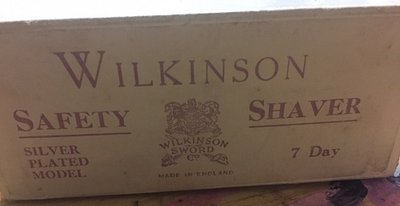 WILKINSON
SAFETY
SHAVER
SILVER
PLATED
MODEL
WILKINSON
SWORD
Co
7 Day
MADE IN ENGLAND